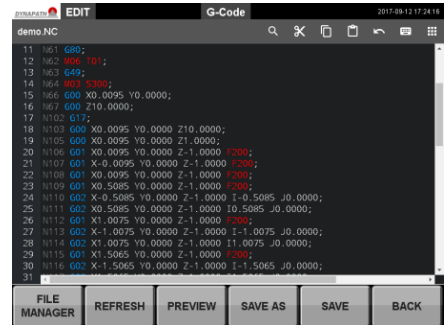 DYNAPATH EDIT G-Code 2017-09-12 17:24:16
demo.NC
11 N61 G80;
12 N62 M06 T01;
13 N63 G49;
14 N64 M03 S300;
15 N66 G00 X0.0095 Y0.0000;
16 N67 G00 Z10.0000;
17 N102 G17;
18 N103 G00 X0.0095 Y0.0000 Z10.0000;
19 N105 G00 X0.0095 Y0.0000 Z1.0000;
20 N106 G01 X0.0095 Y0.0000 Z-1.0000 F200;
21 N107 G01 X-0.0095 Y0.0000 Z-1.0000 F200;
22 N108 G01 X0.0095 Y0.0000 Z-1.0000 F200;
23 N109 G01 X0.5085 Y0.0000 Z-1.0000 F200;
24 N110 G02 X-0.5085 Y0.0000 Z-1.0000 I-0.5085 J0.0000;
25 N111 G02 X0.5085 Y0.0000 Z-1.0000 I0.5085 J0.0000;
26 N112 G01 X1.0075 Y0.0000 Z-1.0000 F200;
27 N113 G02 X-1.0075 Y0.0000 Z-1.0000 I-1.0075 J0.0000;
28 N114 G02 X1.0075 Y0.0000 Z-1.0000 I1.0075 J0.0000;
29 N115 G01 X1.5065 Y0.0000 Z-1.0000 F200;
30 N116 G02 X-1.5065 Y0.0000 Z-1.0000 I-1.5065 J0.0000;
31
FILE MANAGER
REFRESH
PREVIEW
SAVE AS
SAVE
BACK